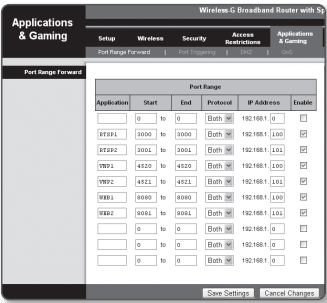 Wireless-G Broadband Router with Sp
Applications & Gaming
Setup Wireless Security Access Restrictions Applications & Gaming
Port Range Forward | Port Triggering | DMZ | QoS
Port Range Forward
Port Range
Application Start End Protocol IP Address Enable
0 to 0 Both 192.168.1. 0
RTSP1 3000 to 3000 Both 192.168.1. 100
RTSP2 3001 to 3001 Both 192.168.1. 101
VNP1 4520 to 4520 Both 192.168.1. 100
VNP2 4521 to 4521 Both 192.168.1. 101
WEB1 8080 to 8080 Both 192.168.1. 100
WEB2 8081 to 8081 Both 192.168.1. 101
0 to 0 Both 192.168.1. 0
0 to 0 Both 192.168.1. 0
0 to 0 Both 192.168.1. 0
Save Settings Cancel Changes